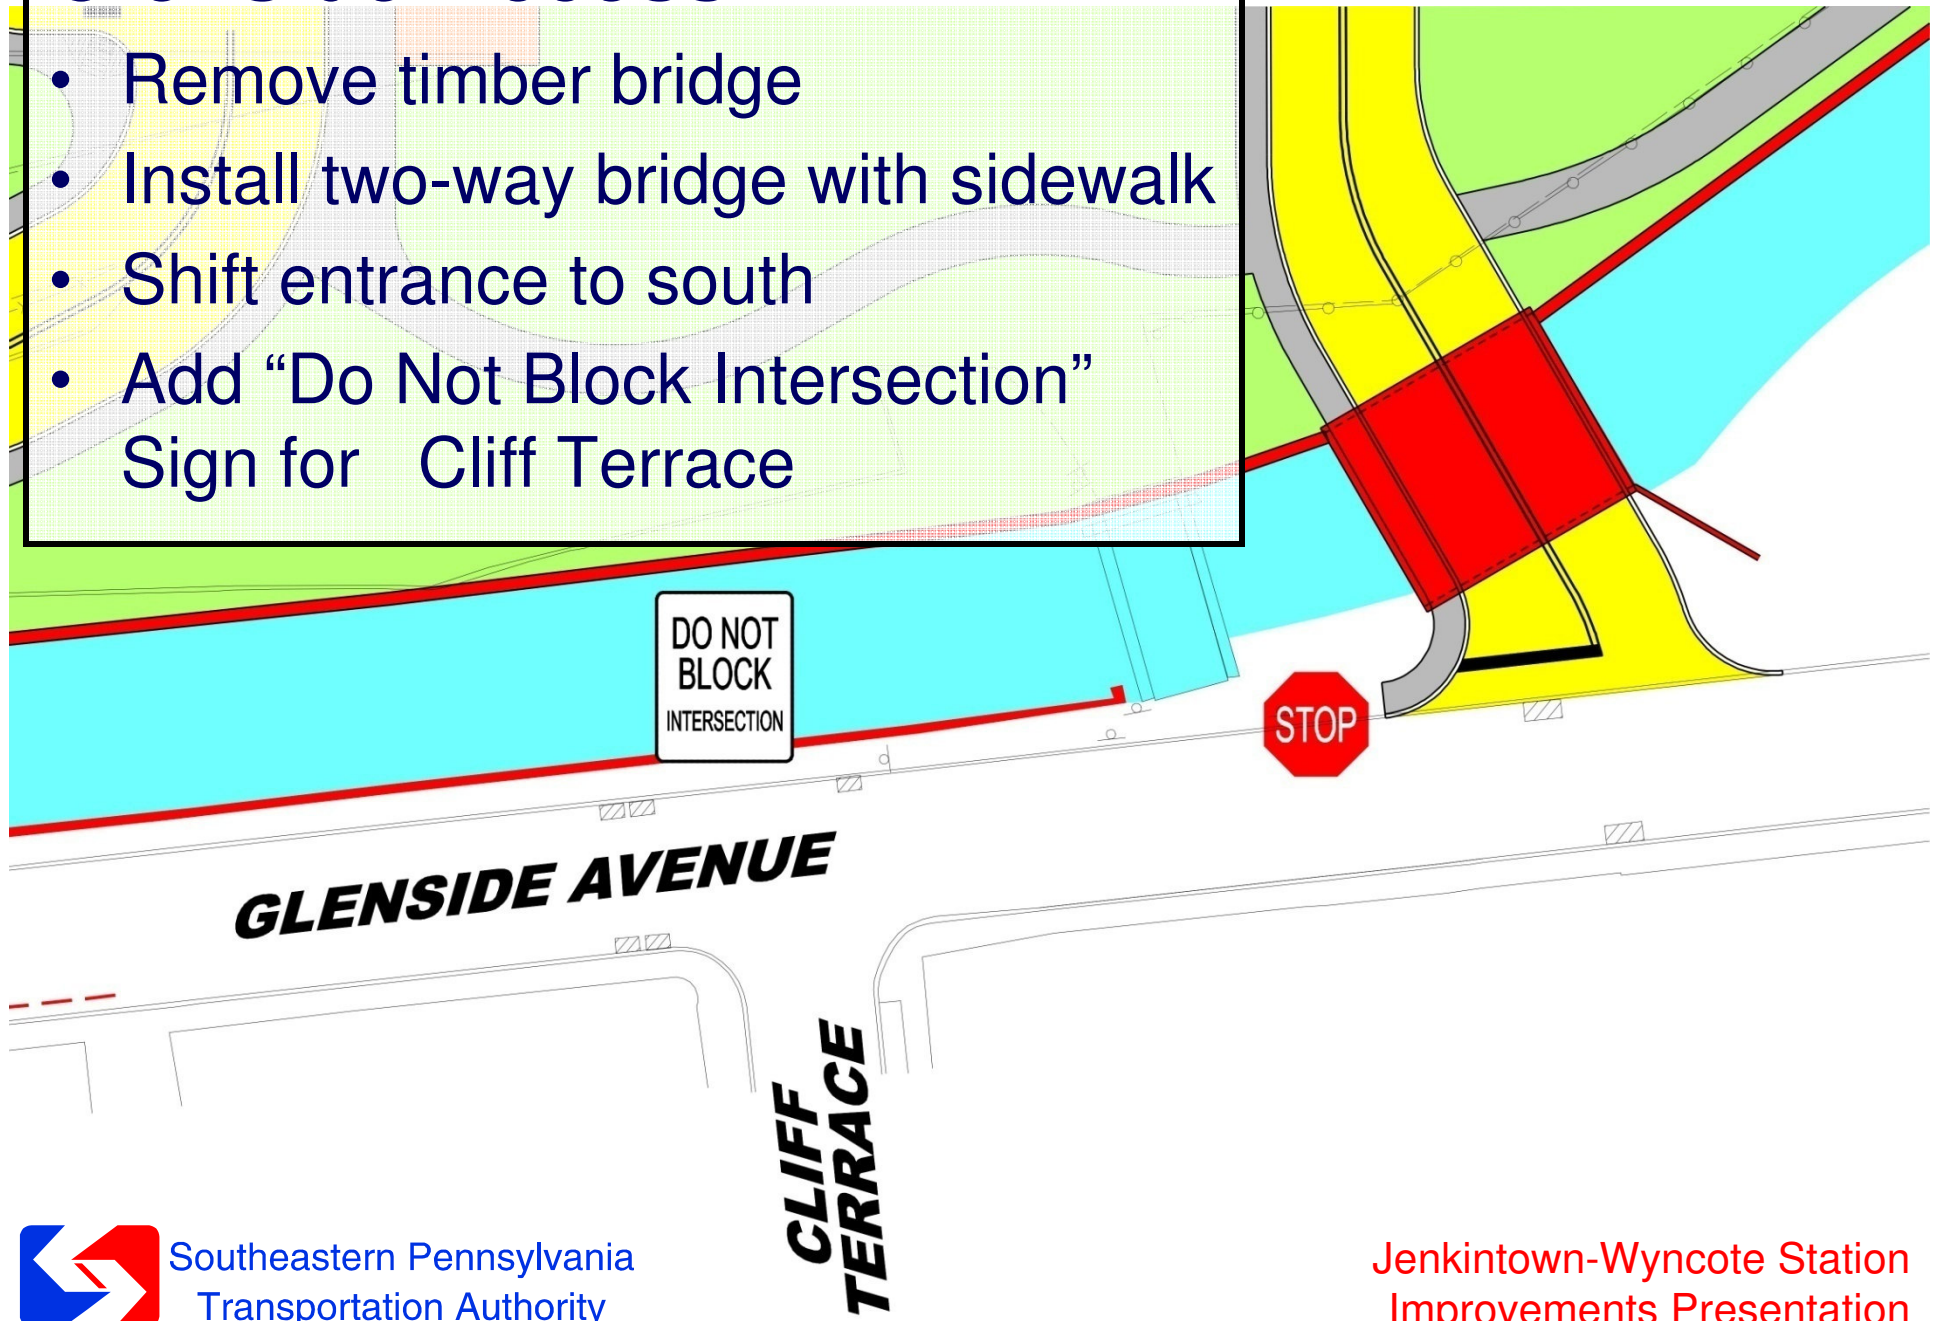 • Remove timber bridge
• Install two-way bridge with sidewalk
• Shift entrance to south
• Add “Do Not Block Intersection”
Sign for Cliff Terrace
DO NOT
BLOCK
INTERSECTION
STOP
GLENSIDE AVENUE
CLIFF
TERRACE
Southeastern Pennsylvania
Transportation Authority
Jenkintown-Wyncote Station
Improvements Presentation